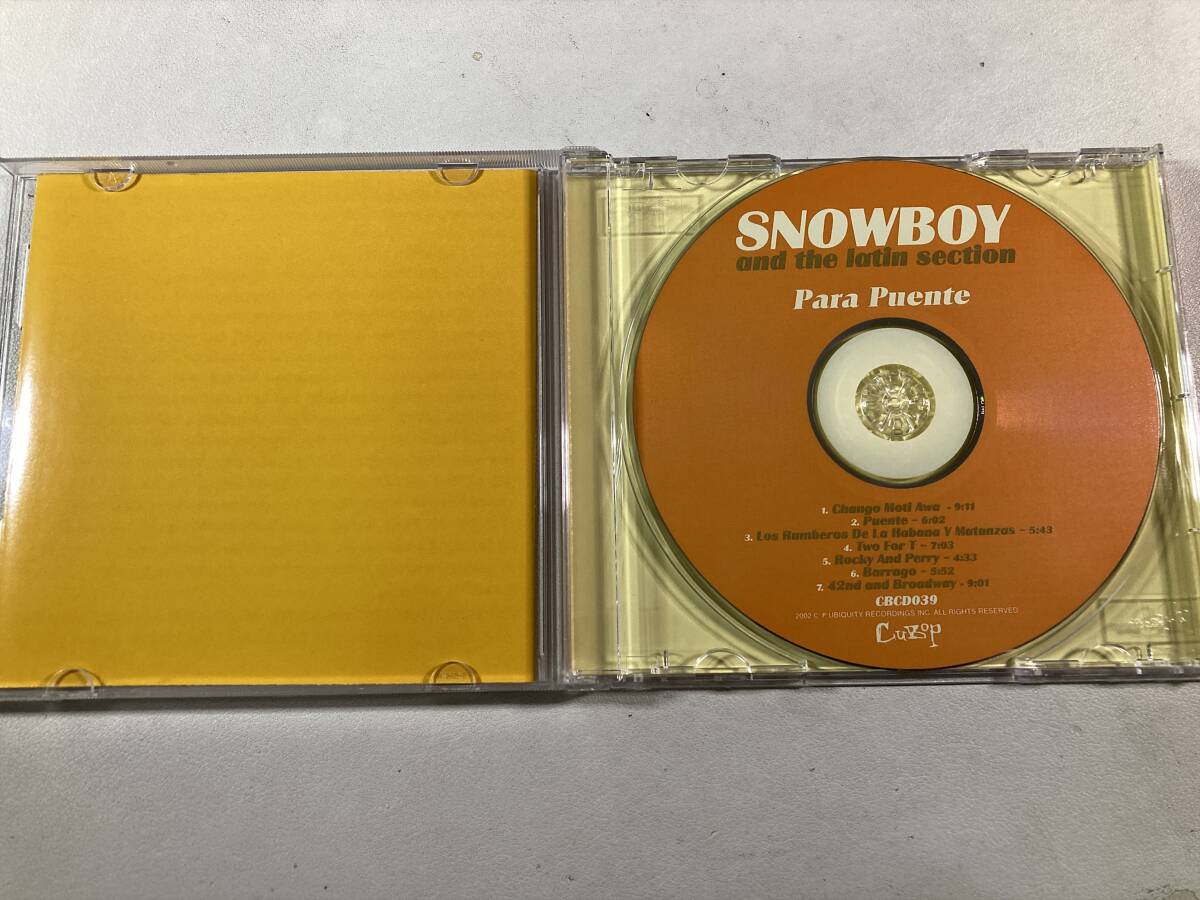 SNOWBOY
and the latin section
Para Puente
1. Chango Moti Awa - 9:11
2. Puente - 6:02
3. Los Rumberos De La Habana Y Matanzas - 5:43
4. Two For T - 7:03
5. Rocky And Perry - 4:33
6. Barrago - 5:52
7. 42nd and Broadway - 9:01
CBCD039
2002 © ℗ UBIQUITY RECORDINGS INC. ALL RIGHTS RESERVED
CuBop